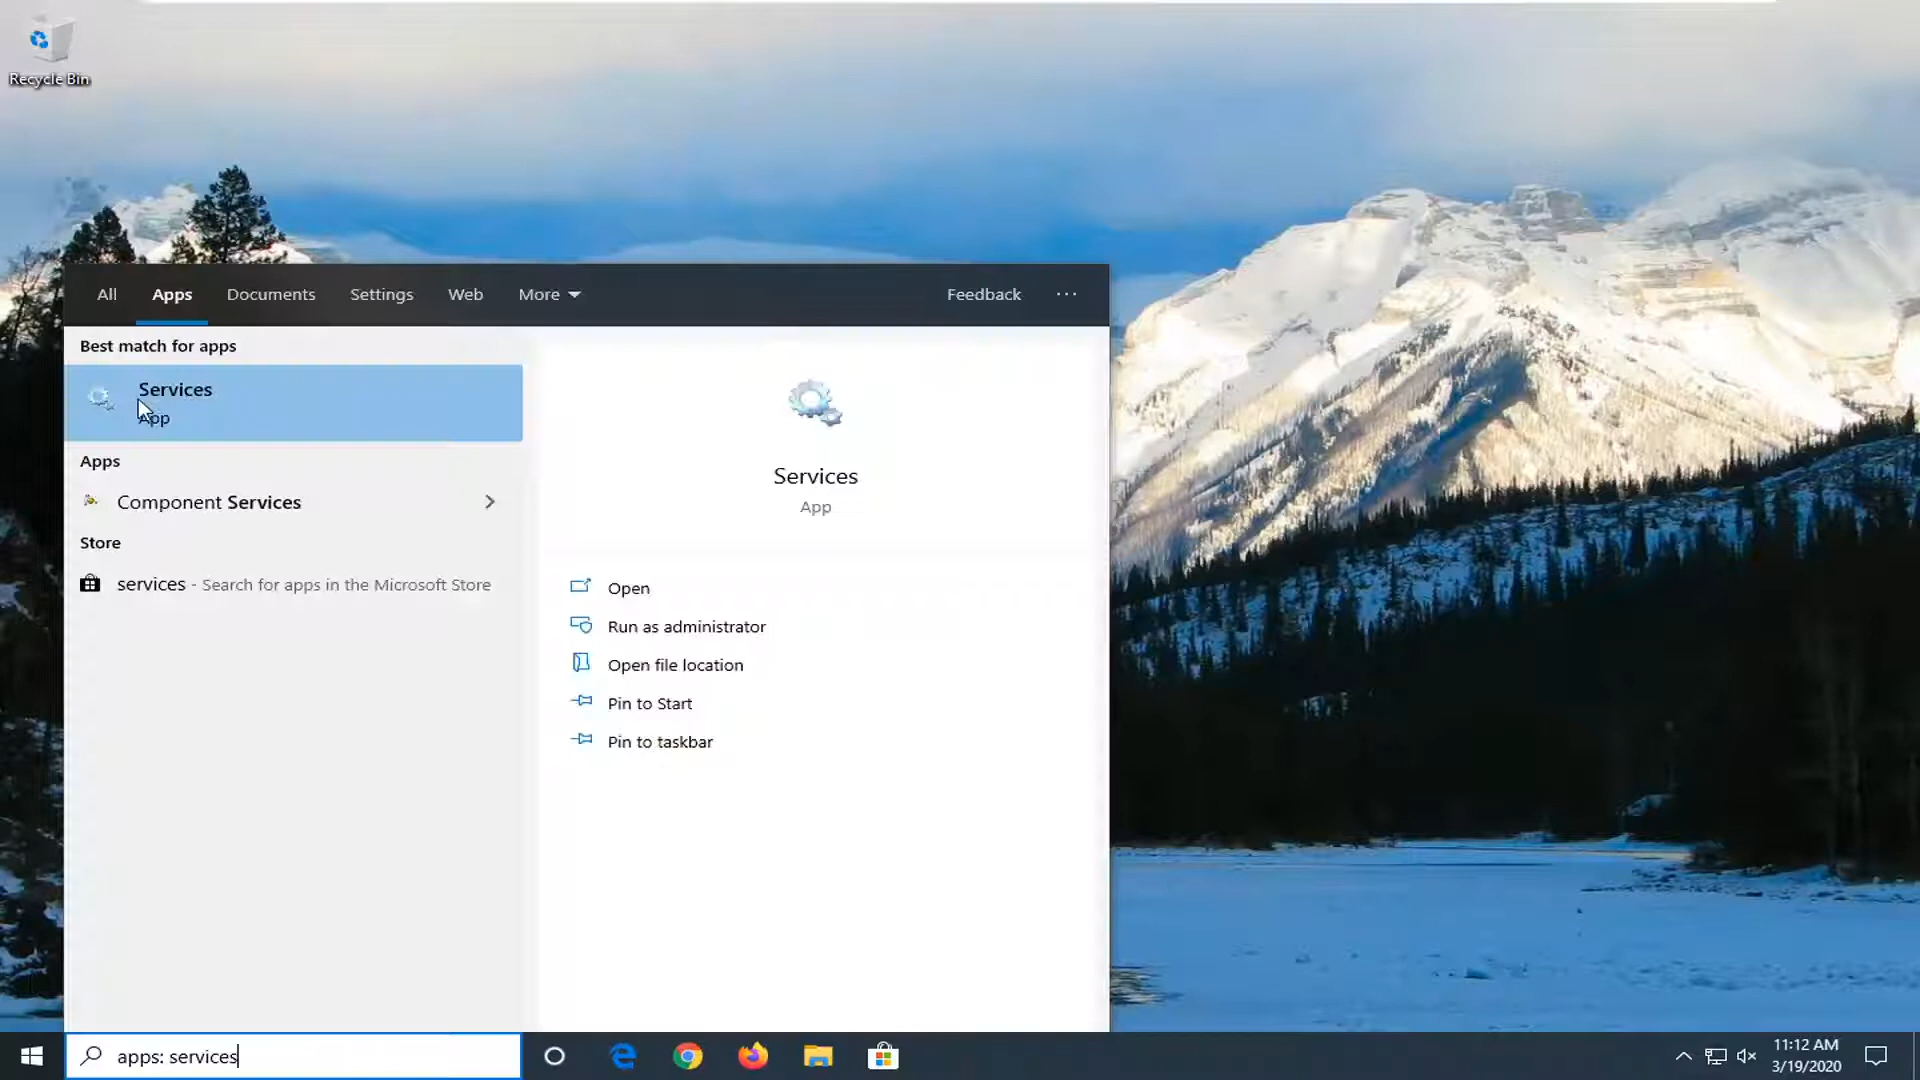 Recycle Bin
All Apps Documents Settings Web More Feedback ...
Best match for apps
Services
App
Apps
Component Services
Store
services - Search for apps in the Microsoft Store
Services
App
Open
Run as administrator
Open file location
Pin to Start
Pin to taskbar
apps: services
11:12 AM
3/19/2020